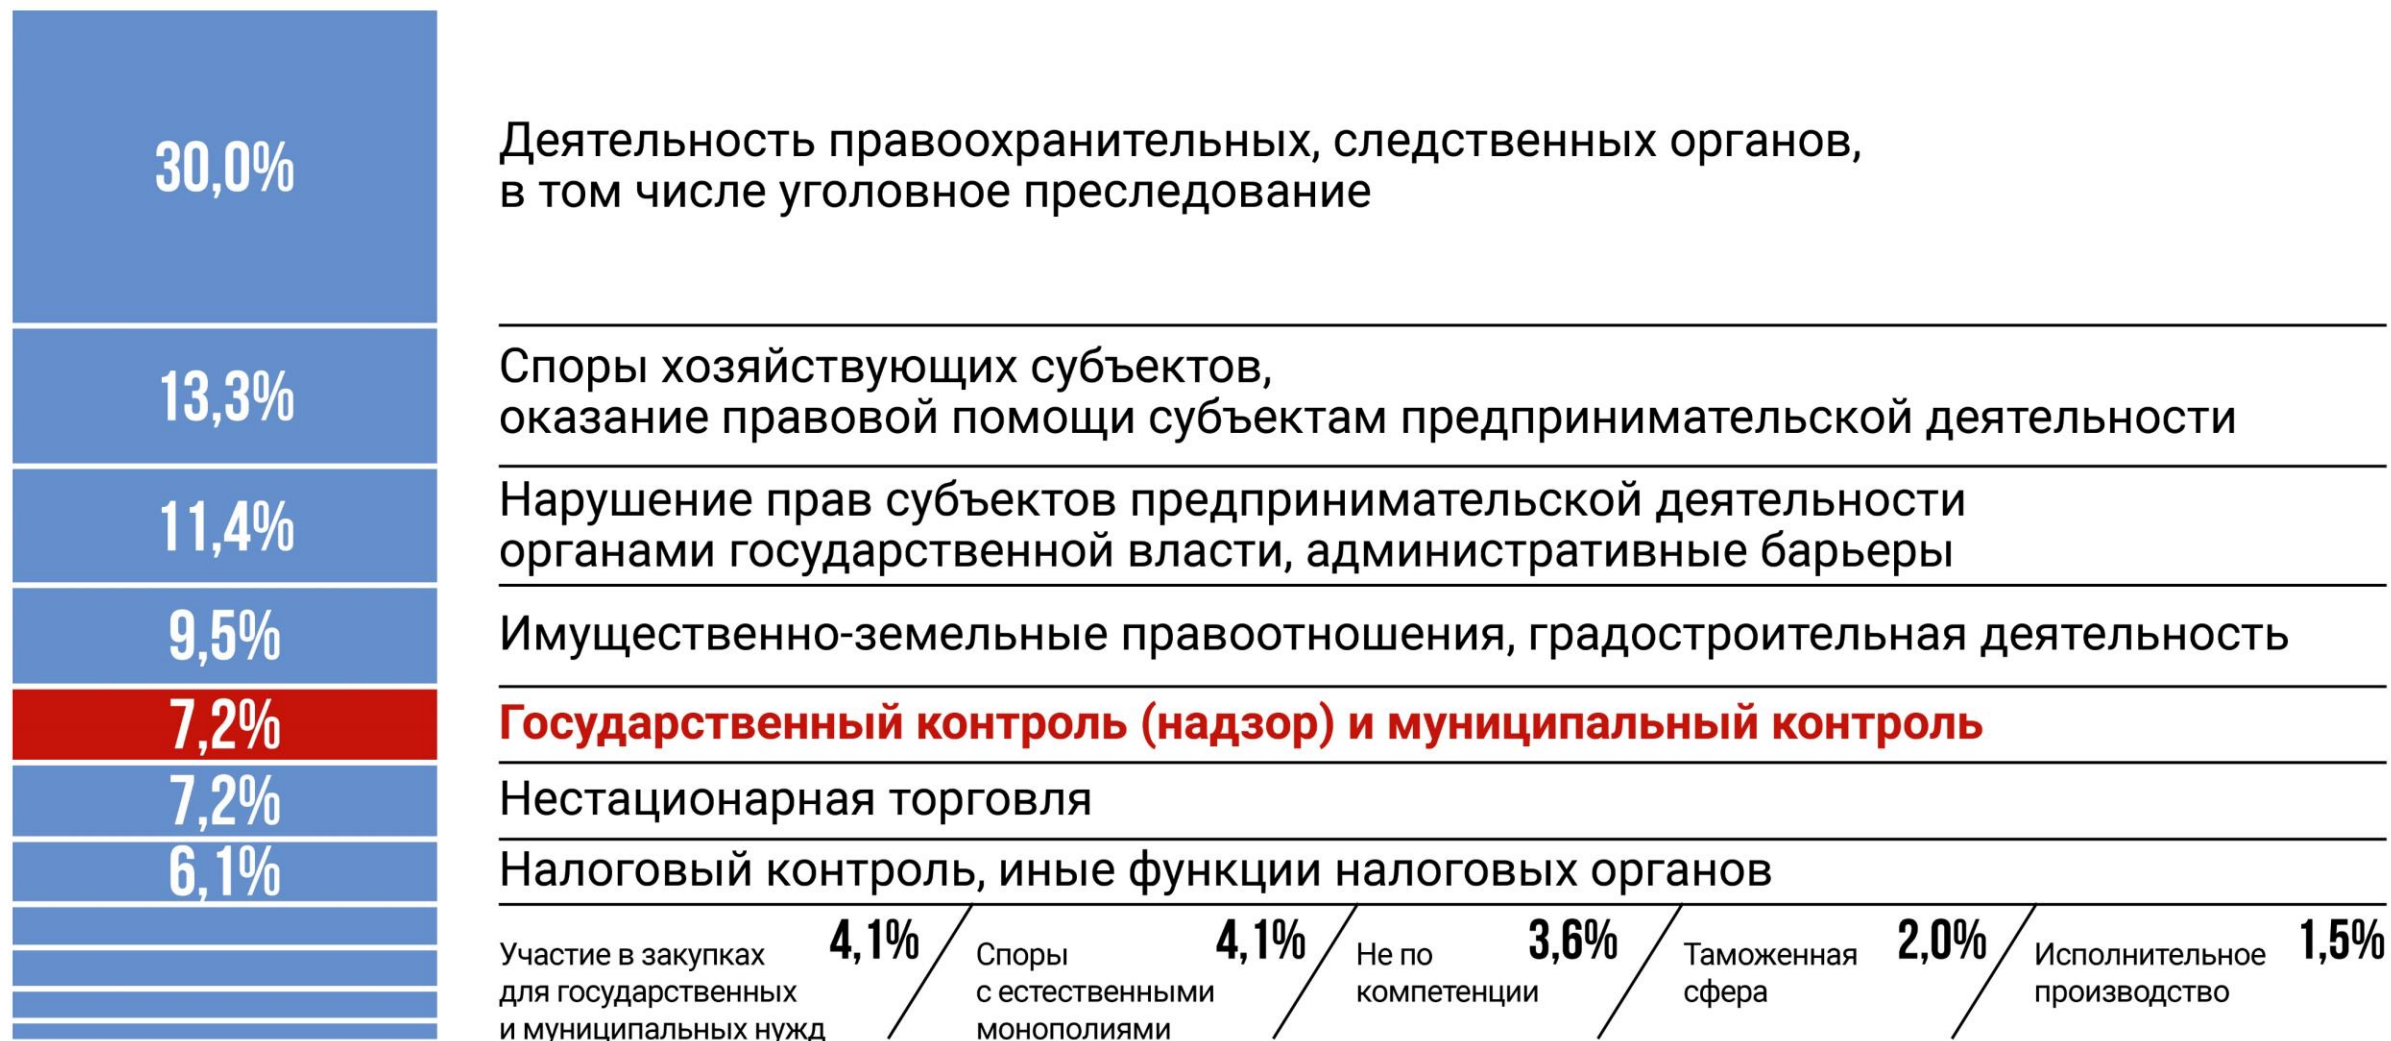 30,0%
Деятельность правоохранительных, следственных органов,
в том числе уголовное преследование
13,3%
Споры хозяйствующих субъектов,
оказание правовой помощи субъектам предпринимательской деятельности
11,4%
Нарушение прав субъектов предпринимательской деятельности
органами государственной власти, административные барьеры
9,5%
Имущественно-земельные правоотношения, градостроительная деятельность
7,2%
Государственный контроль (надзор) и муниципальный контроль
7,2%
Нестационарная торговля
6,1%
Налоговый контроль, иные функции налоговых органов
Участие в закупках
для государственных
и муниципальных нужд
4,1%
Споры
с естественными
монополиями
4,1%
Не по
компетенции
3,6%
Таможенная
сфера
2,0%
Исполнительное
производство
1,5%